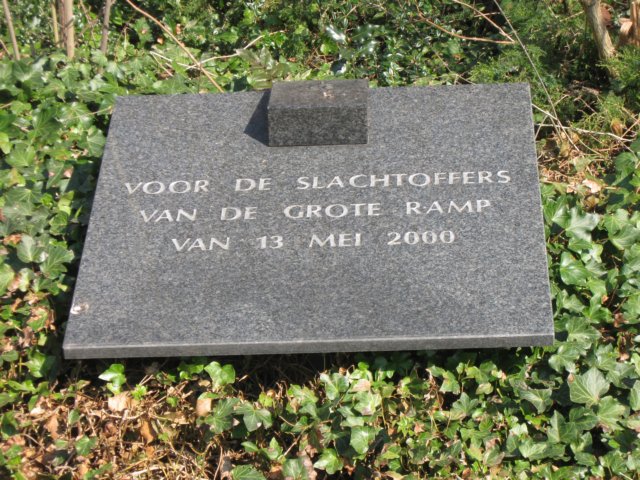 VOOR DE SLACHTOFFERS
VAN DE GROTE RAMP
VAN 13 MEI 2000